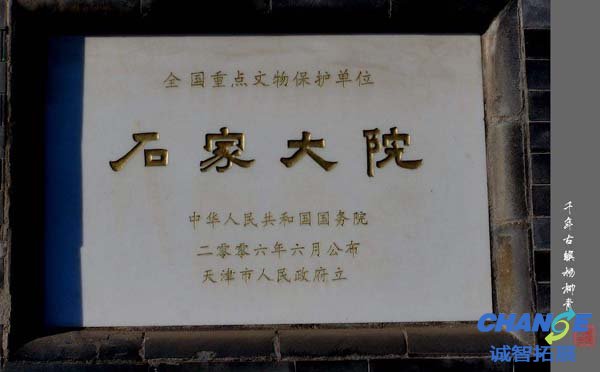 全国重点文物保护单位
石家大院
中华人民共和国国务院
二零零六年六月公布
天津市人民政府立
千年古镇杨柳青
CHANGE
诚智拓展